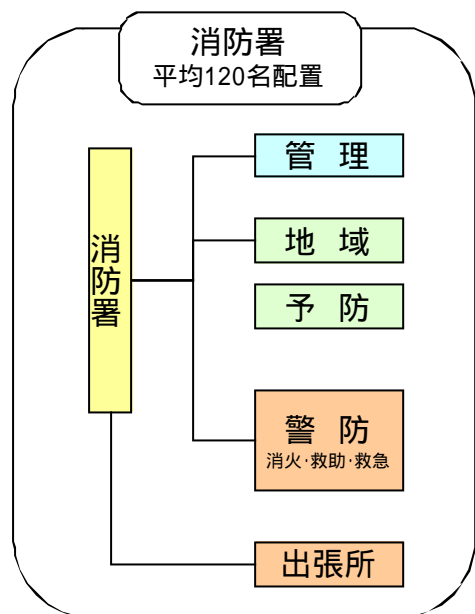 消防署
平均120名配置
管 理
消防署
地 域
予 防
警 防
消火・救助・救急
出張所